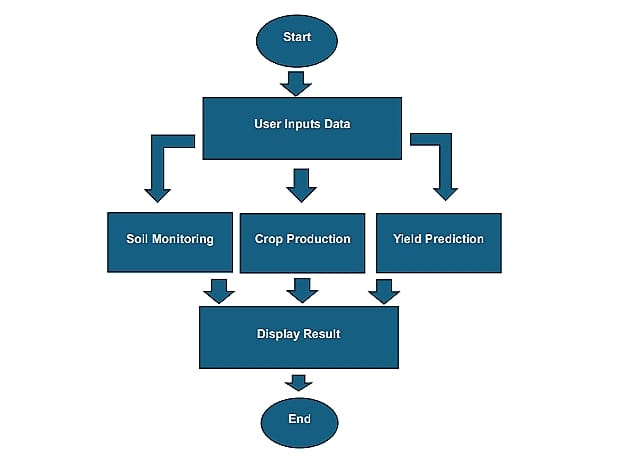 Start
User Inputs Data
Soil Monitoring
Crop Production
Yield Prediction
Display Result
End